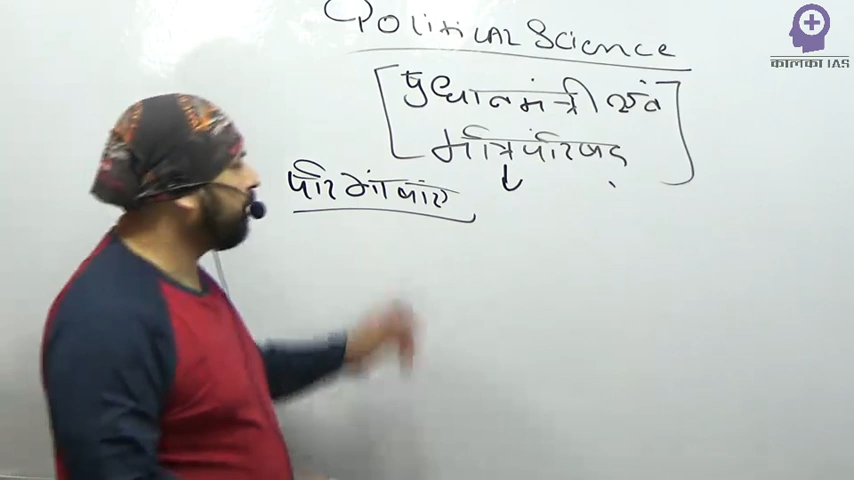 Political Science
प्रधानमंत्री एवं
मंत्रिपरिषद्
परिभाषाएं
कालका IAS